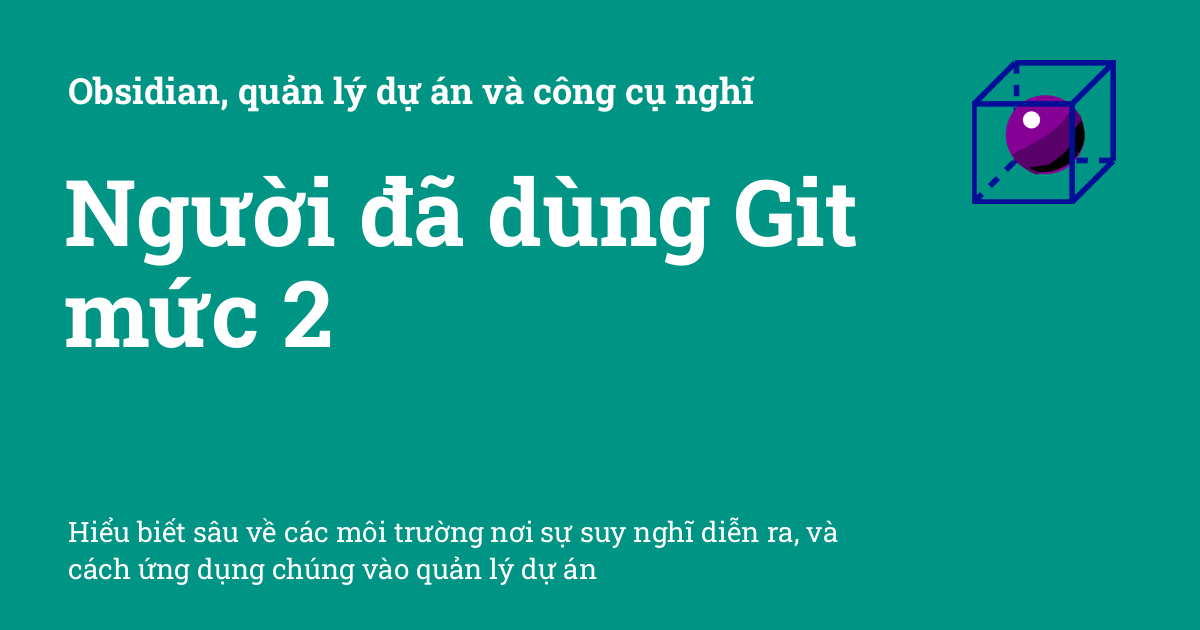 Obsidian, quản lý dự án và công cụ nghĩ
Người đã dùng Git
mức 2
Hiểu biết sâu về các môi trường nơi sự suy nghĩ diễn ra, và
cách ứng dụng chúng vào quản lý dự án